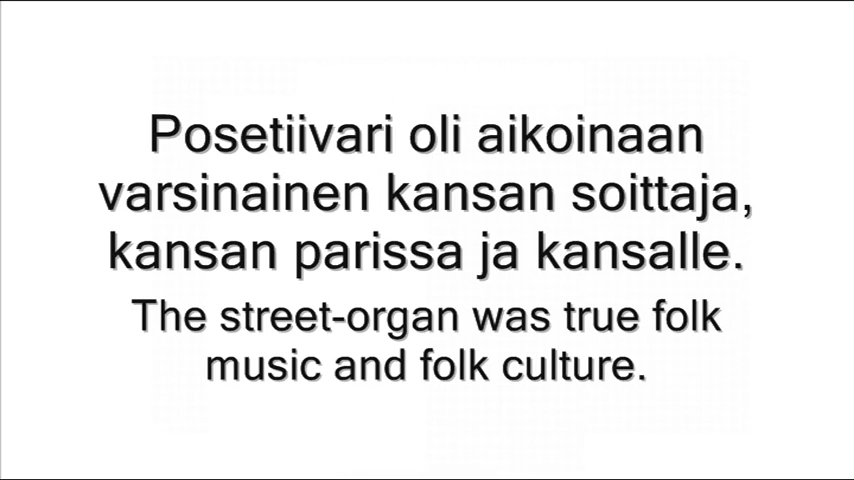 Posetiivari oli aikoinaan
varsinainen kansan soittaja,
kansan parissa ja kansalle.
The street-organ was true folk
music and folk culture.